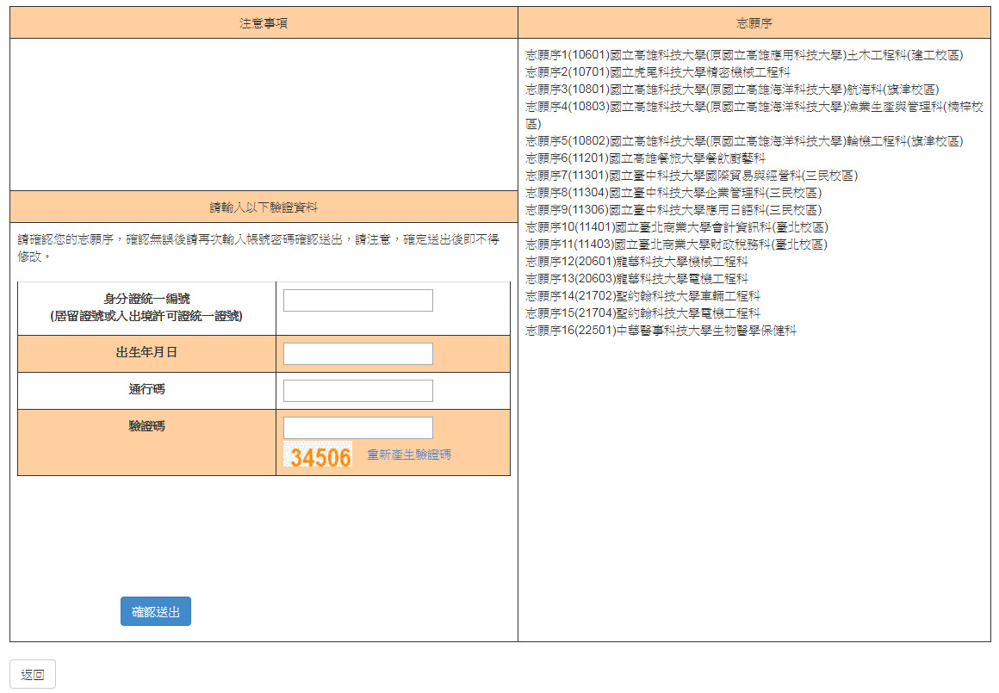 注意事項
志願序
志願序1(10601)國立高雄科技大學(原國立高雄應用科技大學)土木工程科(建工校區)
志願序2(10701)國立虎尾科技大學精密機械工程科
志願序3(10801)國立高雄科技大學(原國立高雄海洋科技大學)航海科(旗津校區)
志願序4(10803)國立高雄科技大學(原國立高雄海洋科技大學)漁業生產與管理科(楠梓校
區)
志願序5(10802)國立高雄科技大學(原國立高雄海洋科技大學)輪機工程科(旗津校區)
志願序6(11201)國立高雄餐旅大學餐飲廚藝科
志願序7(11301)國立臺中科技大學國際貿易與經營科(三民校區)
志願序8(11304)國立臺中科技大學企業管理科(三民校區)
志願序9(11306)國立臺中科技大學應用日語科(三民校區)
志願序10(11401)國立臺北商業大學會計資訊科(臺北校區)
志願序11(11403)國立臺北商業大學財政稅務科(臺北校區)
志願序12(20601)龍華科技大學機械工程科
志願序13(20603)龍華科技大學電機工程科
志願序14(21702)聖約翰科技大學車輛工程科
志願序15(21704)聖約翰科技大學電機工程科
志願序16(22501)中華醫事科技大學生物醫學保健科
請輸入以下驗證資料
請確認您的志願序，確認無誤後請再次輸入帳號密碼確認送出，請注意，確定送出後即不得
修改。
身分證統一編號
(居留證號或入出境許可證統一證號)
出生年月日
通行碼
驗證碼
34506 重新產生驗證碼
確認送出
返回